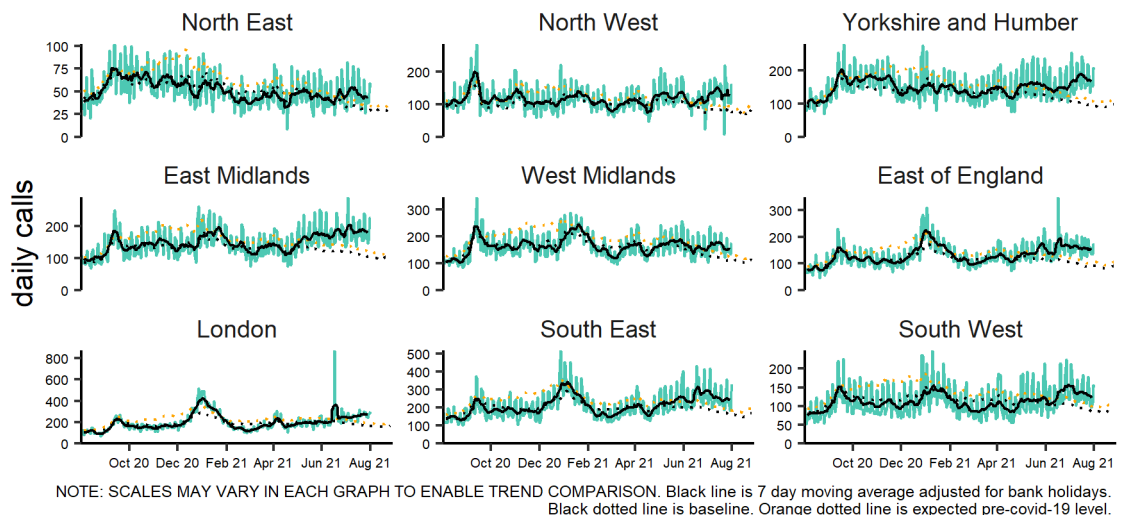 North East
North West
Yorkshire and Humber
100
75
50
25
0
200
100
0
200
100
0
East Midlands
West Midlands
East of England
200
100
0
300
200
100
0
300
200
100
0
daily calls
London
South East
South West
800
600
400
200
0
500
400
300
200
100
0
200
150
100
50
0
Oct 20 Dec 20 Feb 21 Apr 21 Jun 21 Aug 21
Oct 20 Dec 20 Feb 21 Apr 21 Jun 21 Aug 21
Oct 20 Dec 20 Feb 21 Apr 21 Jun 21 Aug 21
NOTE: SCALES MAY VARY IN EACH GRAPH TO ENABLE TREND COMPARISON. Black line is 7 day moving average adjusted for bank holidays.
Black dotted line is baseline. Orange dotted line is expected pre-covid-19 level.